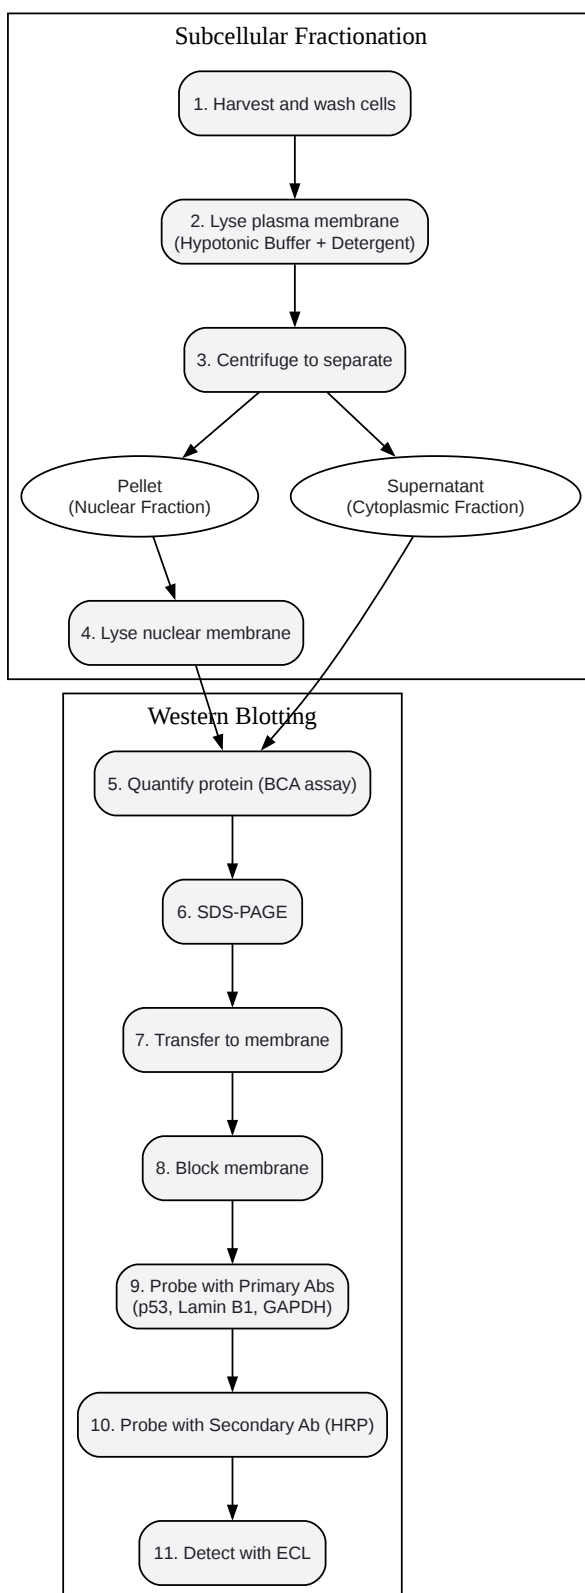 Subcellular Fractionation
1. Harvest and wash cells
2. Lyse plasma membrane
(Hypotonic Buffer + Detergent)
3. Centrifuge to separate
Pellet
(Nuclear Fraction)
Supernatant
(Cytoplasmic Fraction)
4. Lyse nuclear membrane
Western Blotting
5. Quantify protein (BCA assay)
6. SDS-PAGE
7. Transfer to membrane
8. Block membrane
9. Probe with Primary Abs
(p53, Lamin B1, GAPDH)
10. Probe with Secondary Ab (HRP)
11. Detect with ECL